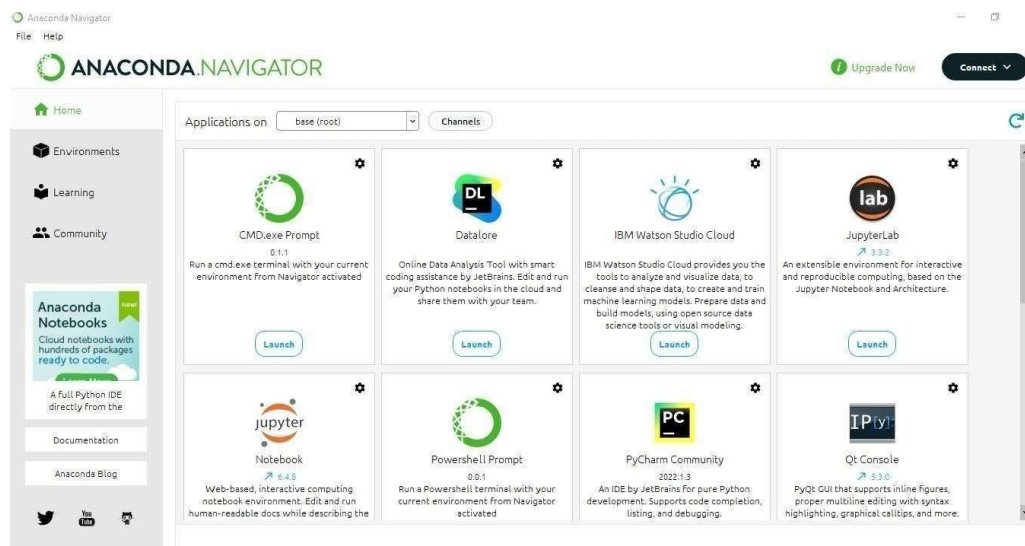 Anaconda Navigator
File Help
ANACONDA.NAVIGATOR
Upgrade Now
Connect
Home
Environments
Learning
Community
Applications on base (root) Channels
CMD.exe Prompt
0.1.1
Run a cmd.exe terminal with your current
environment from Navigator activated
Launch
DL
Datalore
Online Data Analysis Tool with smart
coding assistance by JetBrains. Edit and run
your Python notebooks in the cloud and
share them with your team.
Launch
IBM Watson Studio Cloud
IBM Watson Studio Cloud provides you the
tools to analyze and visualize data, to
cleanse and shape data, to create and train
machine learning models. Prepare data and
build models, using open source data
science tools or visual modeling.
Launch
lab
JupyterLab
3.3.2
An extensible environment for interactive
and reproducible computing, based on the
Jupyter Notebook and Architecture.
Launch
jupyter
Notebook
6.4.8
Web-based, interactive computing
notebook environment. Edit and run
human-readable docs while describing the
Powershell Prompt
0.0.1
Run a Powershell terminal with your
current environment from Navigator
activated
PC
PyCharm Community
2022.1.3
An IDE by JetBrains for pure Python
development. Supports code completion,
listing, and debugging.
IP[y]:
Qt Console
5.3.0
PyQt GUI that supports inline figures,
proper multiline editing with syntax
highlighting, graphical calltips, and more.
Anaconda
Notebooks
New!
Cloud notebooks with
hundreds of packages
ready to code.
Learn More
A full Python IDE
directly from the
Documentation
Anaconda Blog
You
Tube